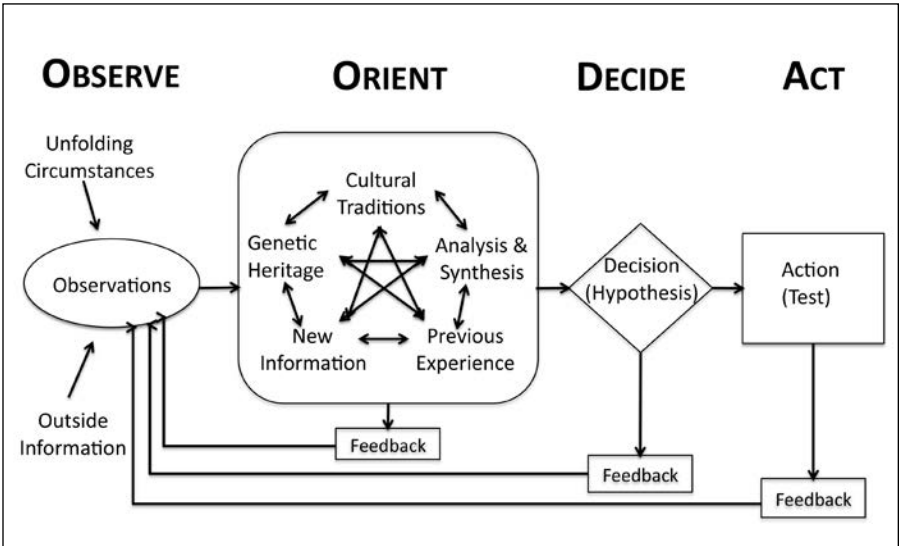 OBSERVE
ORIENT
DECIDE
ACT
Unfolding
Circumstances
Observations
Outside
Information
Cultural
Traditions
Genetic
Heritage
Analysis &
Synthesis
New
Information
Previous
Experience
Decision
(Hypothesis)
Action
(Test)
Feedback
Feedback
Feedback